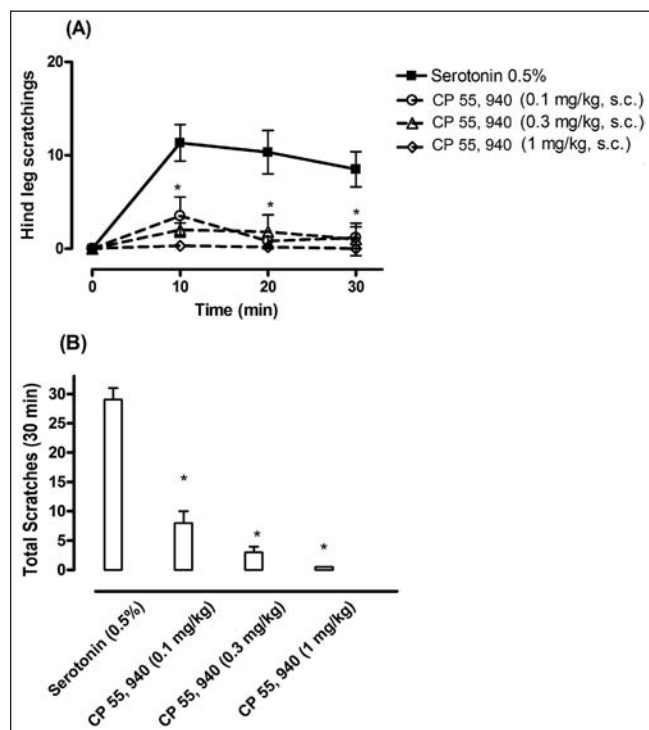 (A)
20
10
0
Hind leg scratchings
0 10 20 30
Time (min)
* * *
Serotonin 0.5%
CP 55, 940 (0.1 mg/kg, s.c.)
CP 55, 940 (0.3 mg/kg, s.c.)
CP 55, 940 (1 mg/kg, s.c.)
(B)
30
25
20
15
10
5
0
Total Scratches (30 min)
* * *
Serotonin (0.5%)
CP 55, 940 (0.1 mg/kg)
CP 55, 940 (0.3 mg/kg)
CP 55, 940 (1 mg/kg)